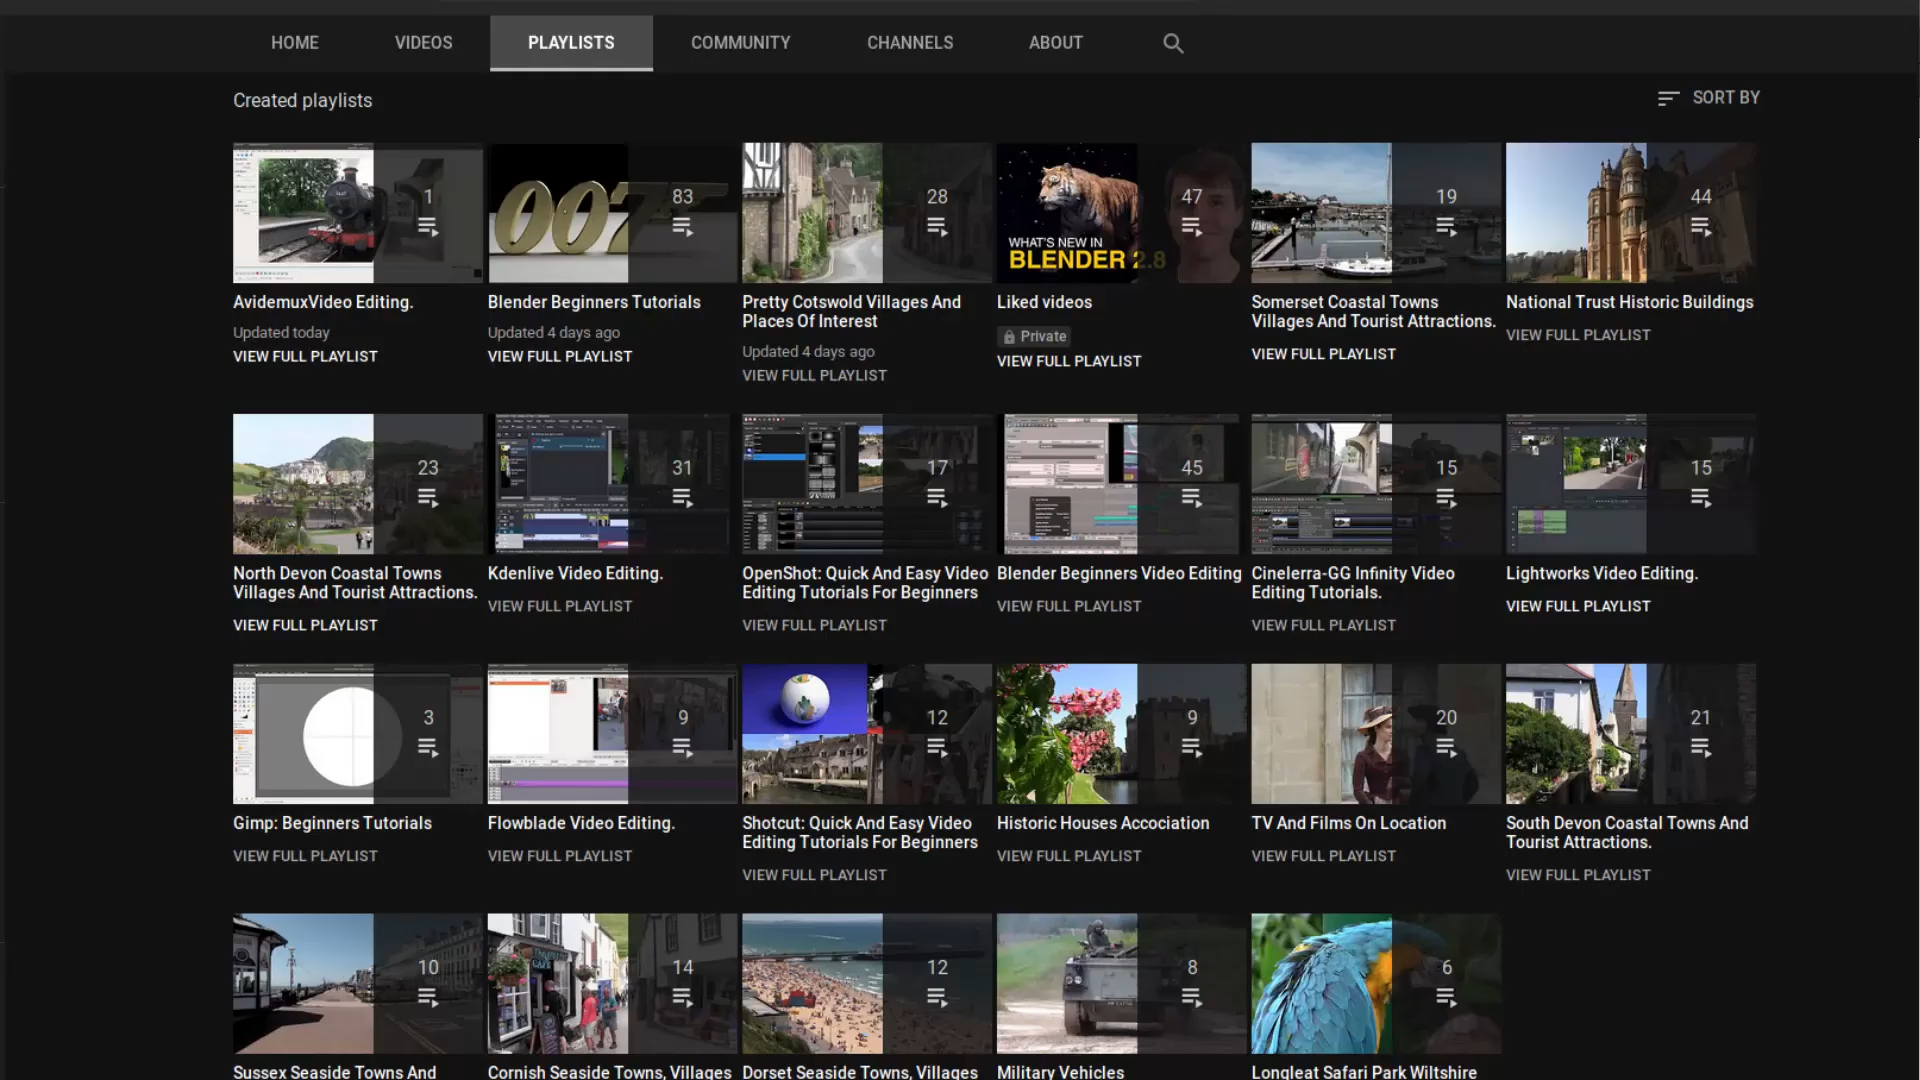 HOME VIDEOS PLAYLISTS COMMUNITY CHANNELS ABOUT
Created playlists
SORT BY
1
007
83
28
WHAT'S NEW IN
BLENDER 2.8
47
19
44
AvidemuxVideo Editing.
Updated today
VIEW FULL PLAYLIST
Blender Beginners Tutorials
Updated 4 days ago
VIEW FULL PLAYLIST
Pretty Cotswold Villages And
Places Of Interest
Updated 4 days ago
VIEW FULL PLAYLIST
Liked videos
Private
VIEW FULL PLAYLIST
Somerset Coastal Towns
Villages And Tourist Attractions.
VIEW FULL PLAYLIST
National Trust Historic Buildings
VIEW FULL PLAYLIST
23
31
17
45
15
15
North Devon Coastal Towns
Villages And Tourist Attractions.
VIEW FULL PLAYLIST
Kdenlive Video Editing.
VIEW FULL PLAYLIST
OpenShot: Quick And Easy Video
Editing Tutorials For Beginners
VIEW FULL PLAYLIST
Blender Beginners Video Editing
VIEW FULL PLAYLIST
Cinelerra-GG Infinity Video
Editing Tutorials.
VIEW FULL PLAYLIST
Lightworks Video Editing.
VIEW FULL PLAYLIST
3
9
12
9
20
21
Gimp: Beginners Tutorials
VIEW FULL PLAYLIST
Flowblade Video Editing.
VIEW FULL PLAYLIST
Shotcut: Quick And Easy Video
Editing Tutorials For Beginners
VIEW FULL PLAYLIST
Historic Houses Accociation
VIEW FULL PLAYLIST
TV And Films On Location
VIEW FULL PLAYLIST
South Devon Coastal Towns And
Tourist Attractions.
VIEW FULL PLAYLIST
10
14
12
8
6
Sussex Seaside Towns And
Cornish Seaside Towns, Villages
Dorset Seaside Towns, Villages
Military Vehicles
Longleat Safari Park Wiltshire